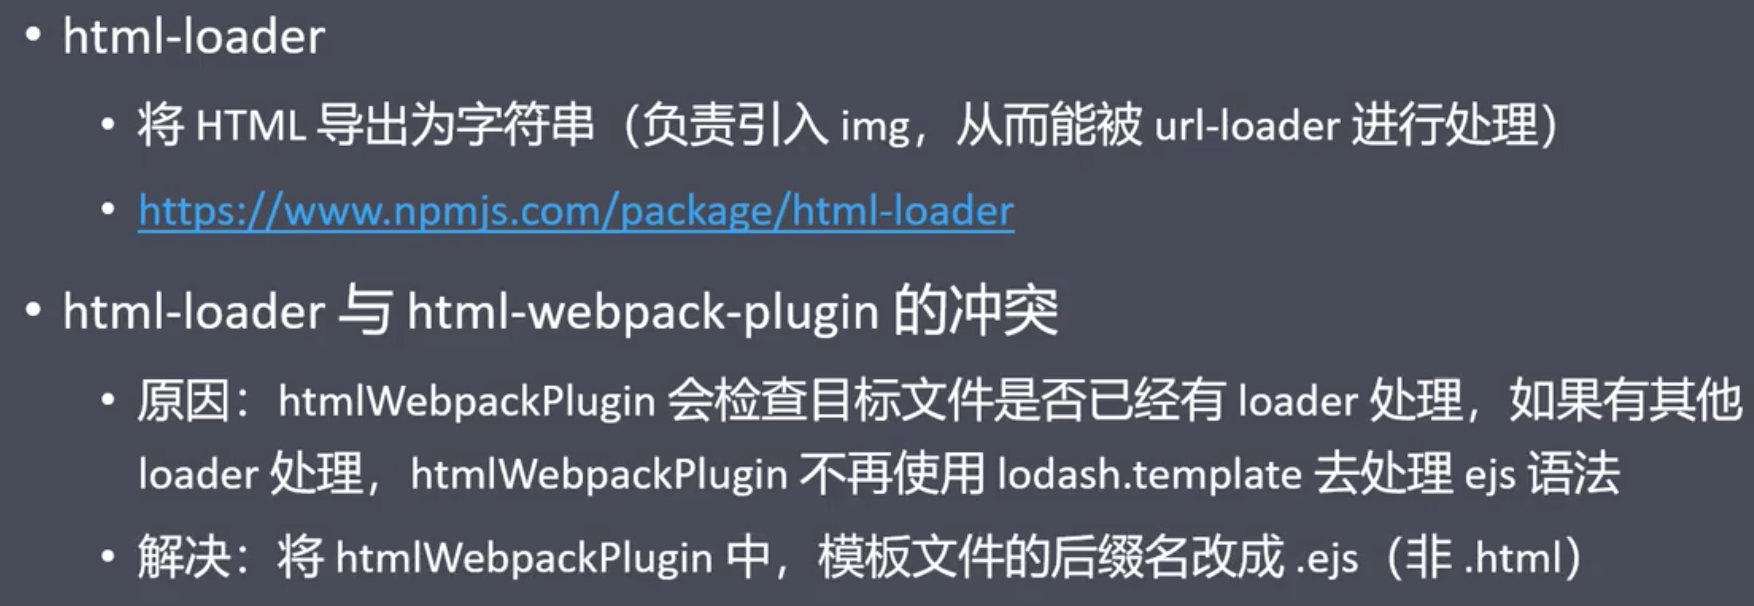 • html-loader
• 将 HTML 导出为字符串（负责引入 img，从而能被 url-loader 进行处理）
• https://www.npmjs.com/package/html-loader
• html-loader 与 html-webpack-plugin 的冲突
• 原因：htmlWebpackPlugin 会检查目标文件是否已经有 loader 处理，如果有其他
loader 处理，htmlWebpackPlugin 不再使用 lodash.template 去处理 ejs 语法
• 解决：将 htmlWebpackPlugin 中，模板文件的后缀名改成 .ejs（非 .html）